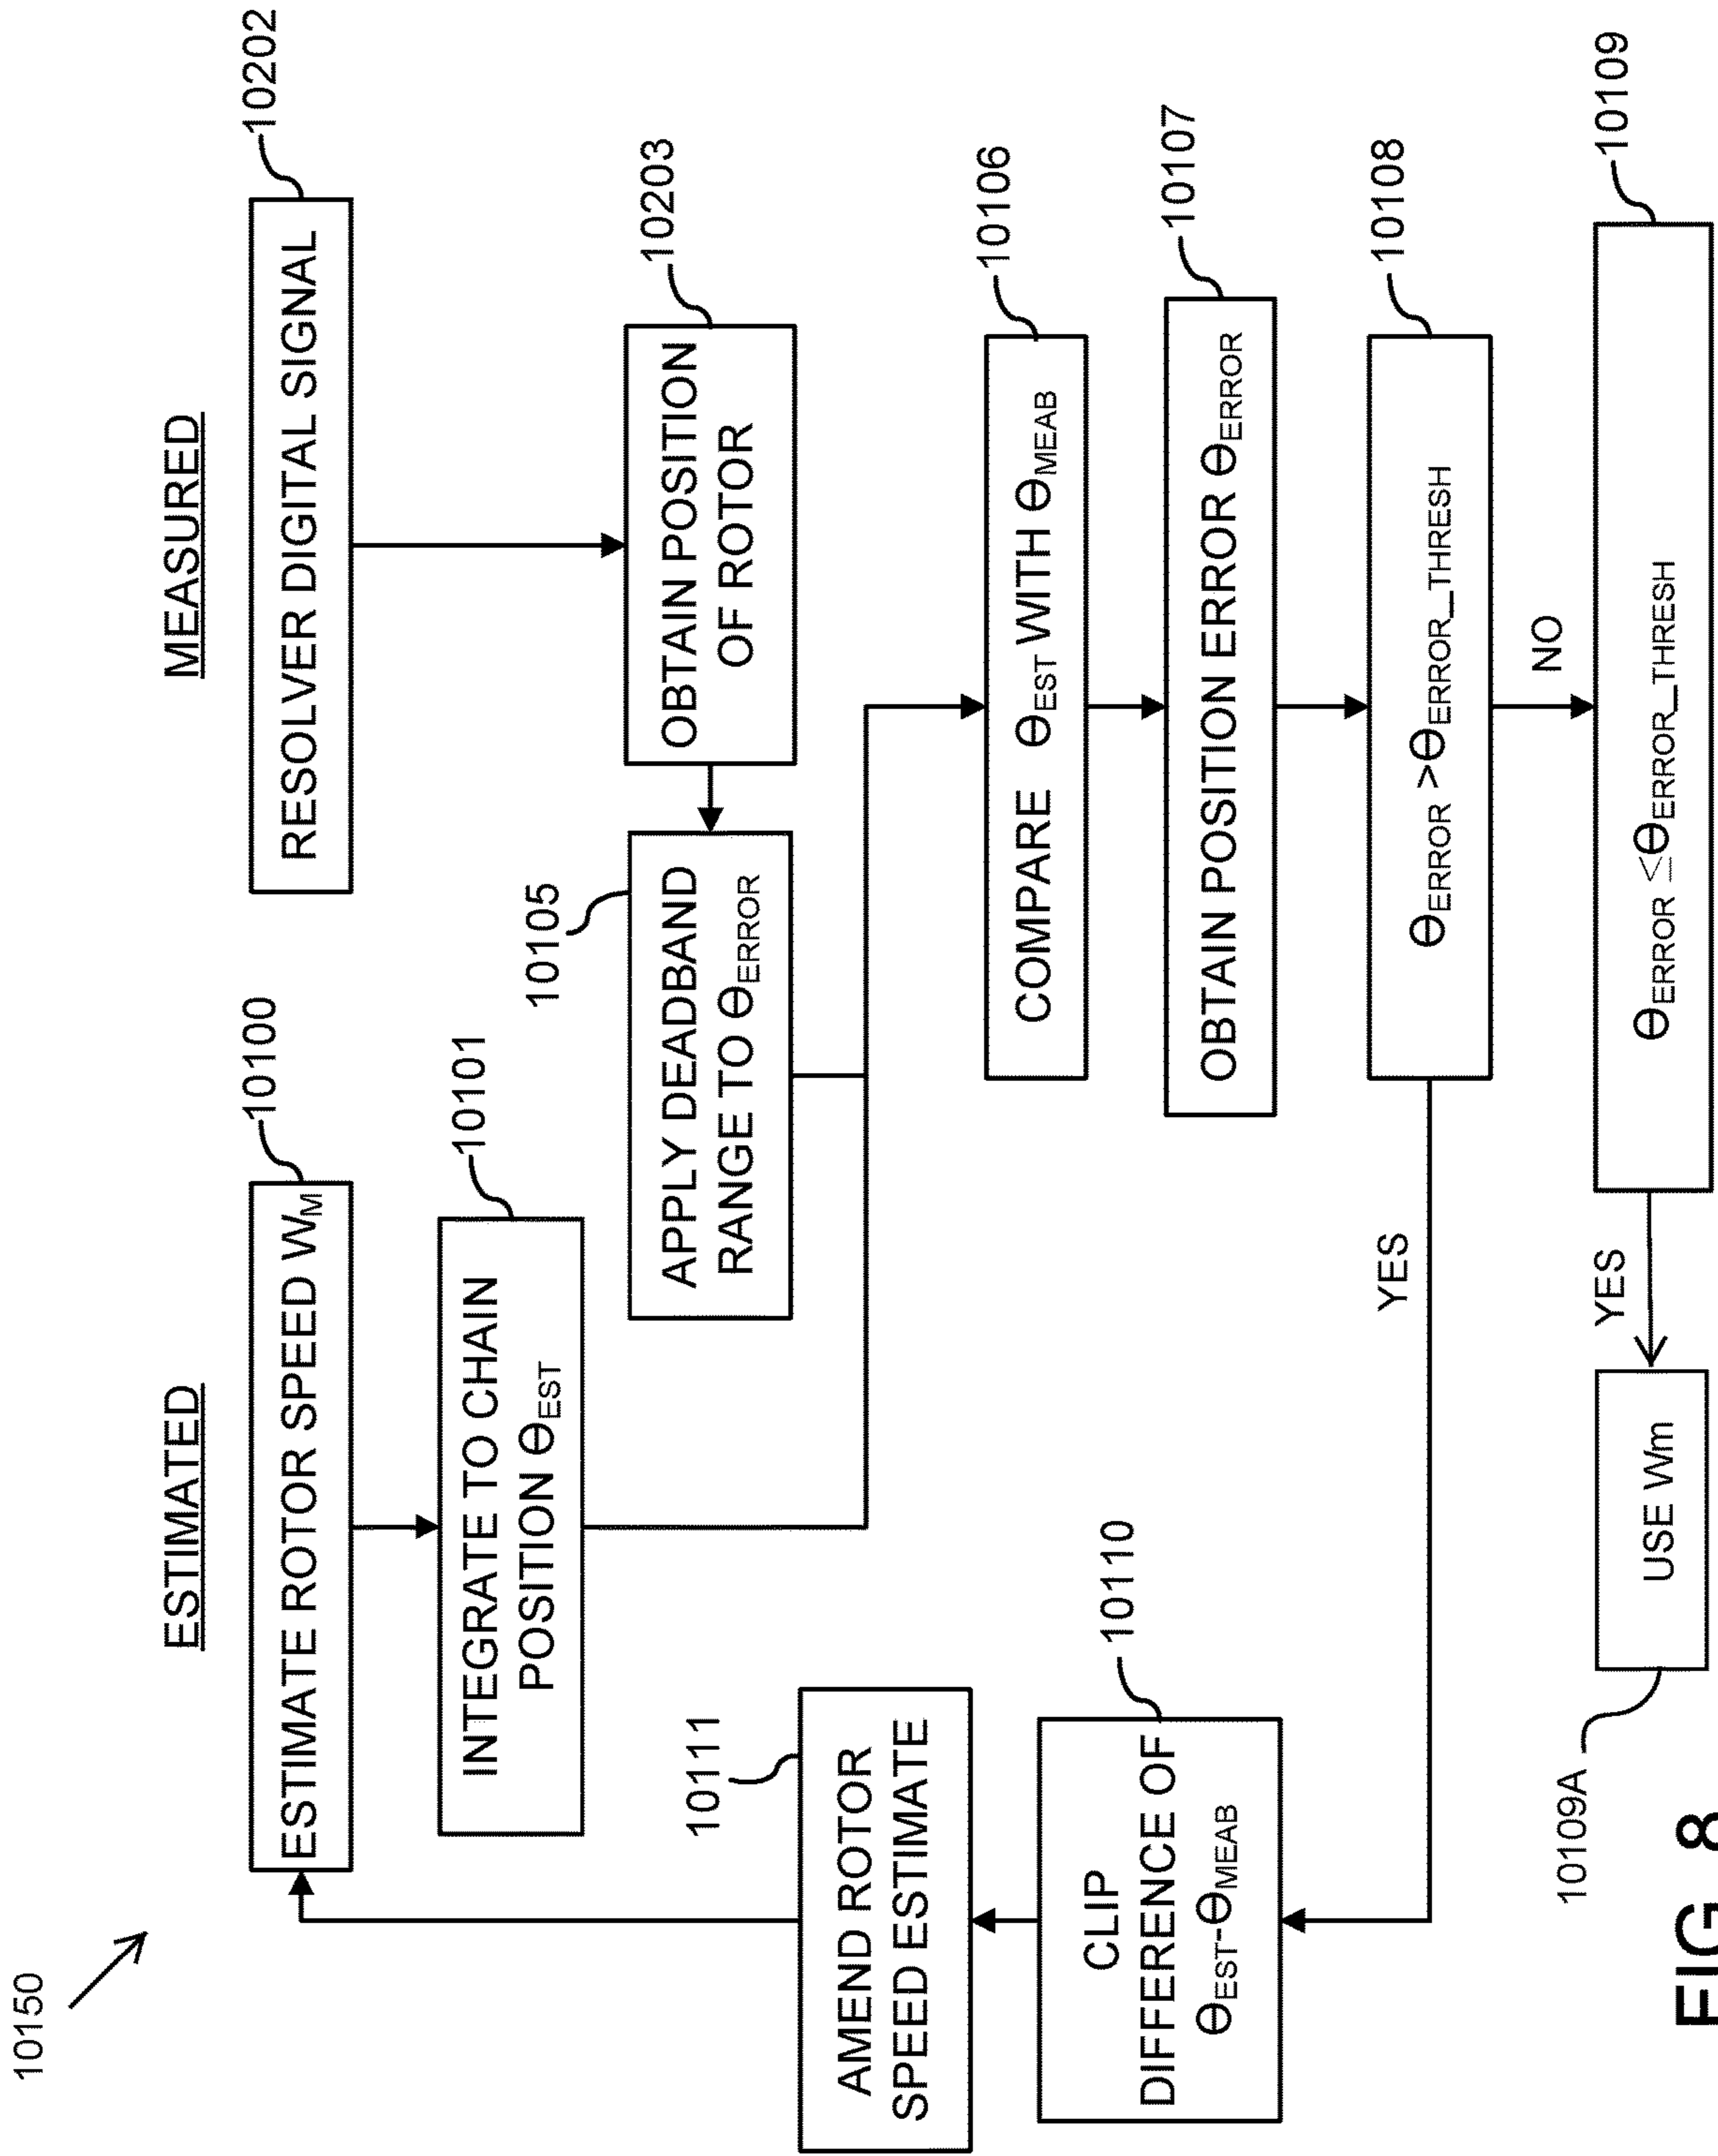 10150
ESTIMATED
MEASURED
10100
ESTIMATE ROTOR SPEED WM
10202
RESOLVER DIGITAL SIGNAL
10101
INTEGRATE TO CHAIN
POSITION ΘEST
10203
OBTAIN POSITION
OF ROTOR
10105
APPLY DEADBAND
RANGE TO ΘERROR
10111
AMEND ROTOR
SPEED ESTIMATE
10106
COMPARE ΘEST WITH ΘMEAB
10110
CLIP
DIFFERENCE OF
ΘEST-ΘMEAB
10107
OBTAIN POSITION ERROR ΘERROR
10108
ΘERROR >ΘERROR_THRESH
YES
NO
10109
ΘERROR ≤ΘERROR_THRESH
YES
USE Wm
10109A
FIG. 8